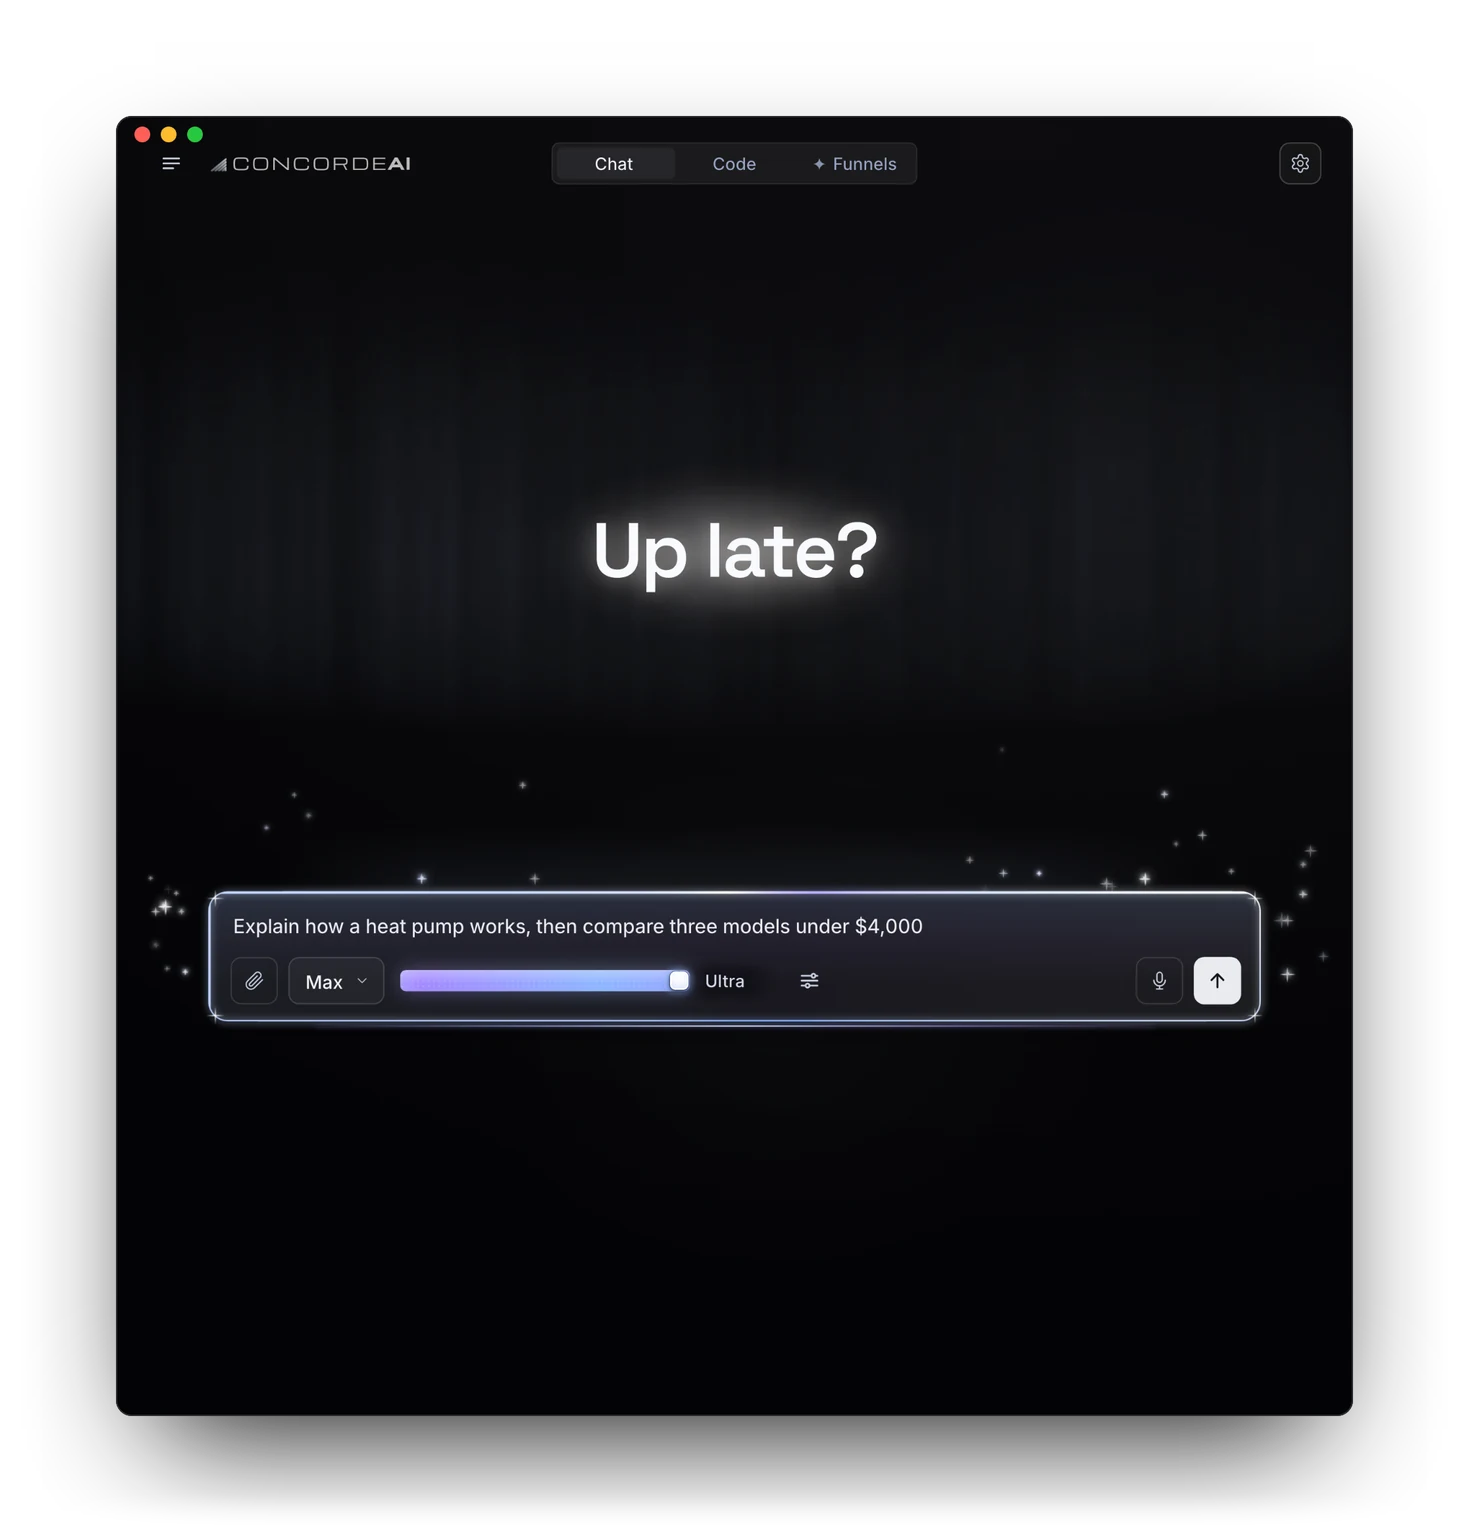 CONCORDEAI
Chat
Code
Funnels
Up late?
Explain how a heat pump works, then compare three models under $4,000
Max
Ultra